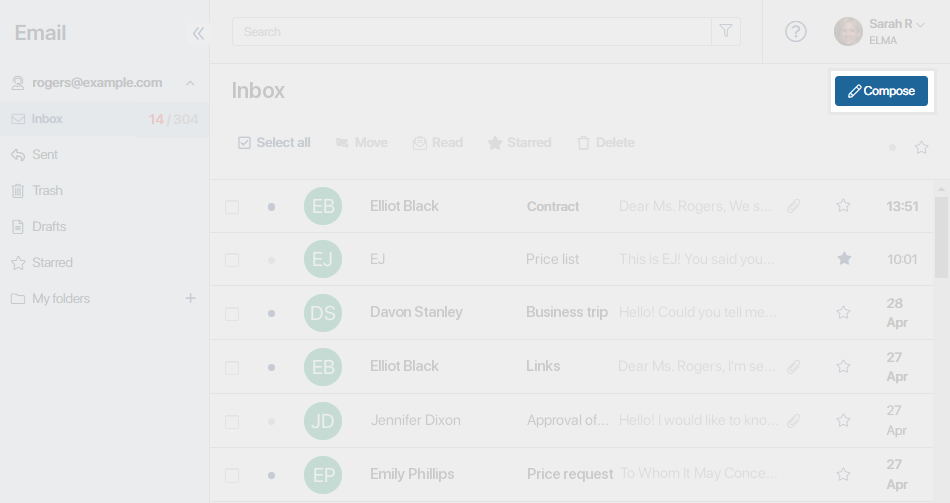 Email
Search
Sarah R
ELMA
rogers@example.com
Inbox
Compose
Inbox 14 / 304
Select all Move Read Starred Delete
Sent
Trash
Drafts
Starred
My folders
EB Elliot Black Contract Dear Ms. Rogers, We s... 13:51
EJ EJ Price list This is EJ! You said you... 10:01
DS Davon Stanley Business trip Hello! Could you tell me... 28 Apr
EB Elliot Black Links Dear Ms. Rogers, I'm se... 27 Apr
JD Jennifer Dixon Approval of... Hello! I would like to kno... 27 Apr
EP Emily Phillips Price request To Whom It May Conce... 27 Apr